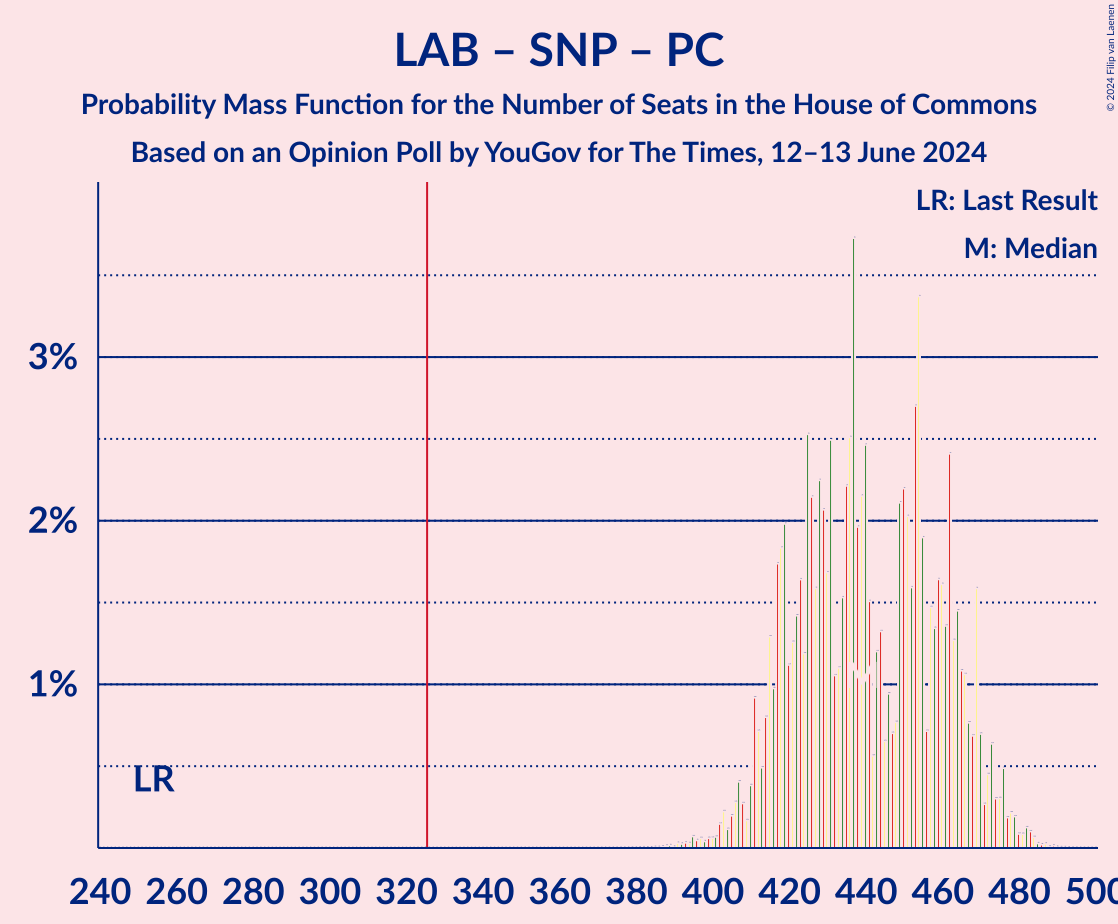 LAB – SNP – PC
Probability Mass Function for the Number of Seats in the House of Commons
Based on an Opinion Poll by YouGov for The Times, 12–13 June 2024
© 2024 Filip van Laenen
LR: Last Result
M: Median
3%
2%
1%
LR
240 260 280 300 320 340 360 380 400 420 440 460 480 500